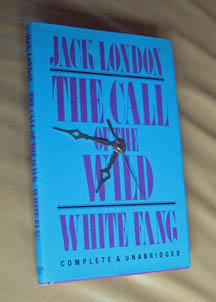 JACK LONDON
THE CALL
OF THE
WILD
WHITE FANG
COMPLETE & UNABRIDGED
JACK LONDON THE CALL OF THE WILD, WHITE FANG